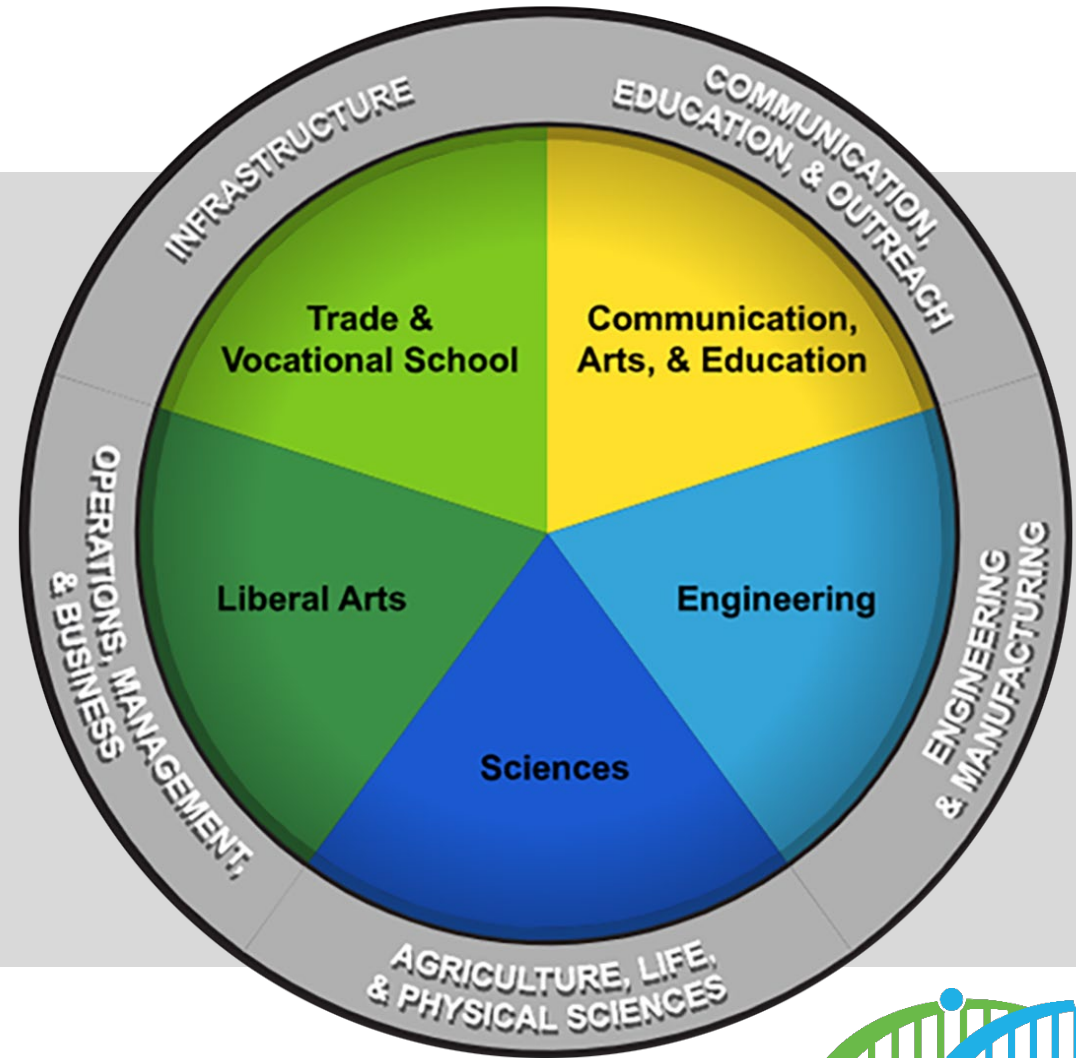 INFRASTRUCTURE
COMMUNICATION,
EDUCATION, & OUTREACH
Trade &
Vocational School
Communication,
Arts, & Education
OPERATIONS, MANAGEMENT,
& BUSINESS
Liberal Arts
Engineering
ENGINEERING
& MANUFACTURING
Sciences
AGRICULTURE, LIFE,
& PHYSICAL SCIENCES